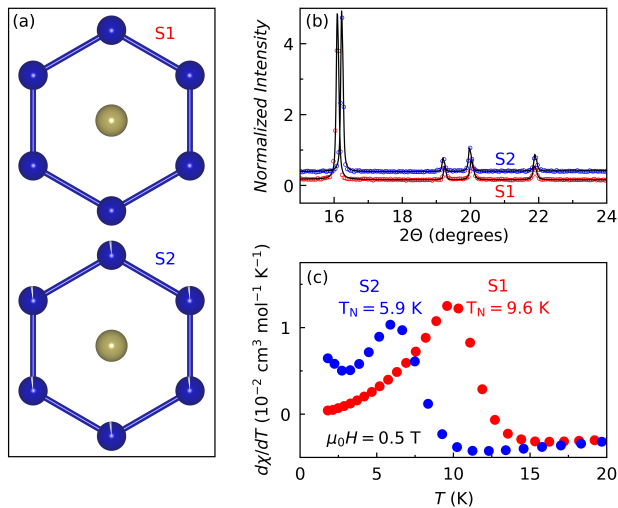 (a)
S1
S2
(b)
Normalized Intensity
4
2
0
S2
S1
16
18
20
22
24
2Θ (degrees)
(c)
S2
S1
T_N = 5.9 K
T_N = 9.6 K
dχ/dT (10⁻² cm³ mol⁻¹ K⁻¹)
1
0
μ₀H = 0.5 T
0
5
10
15
20
T (K)